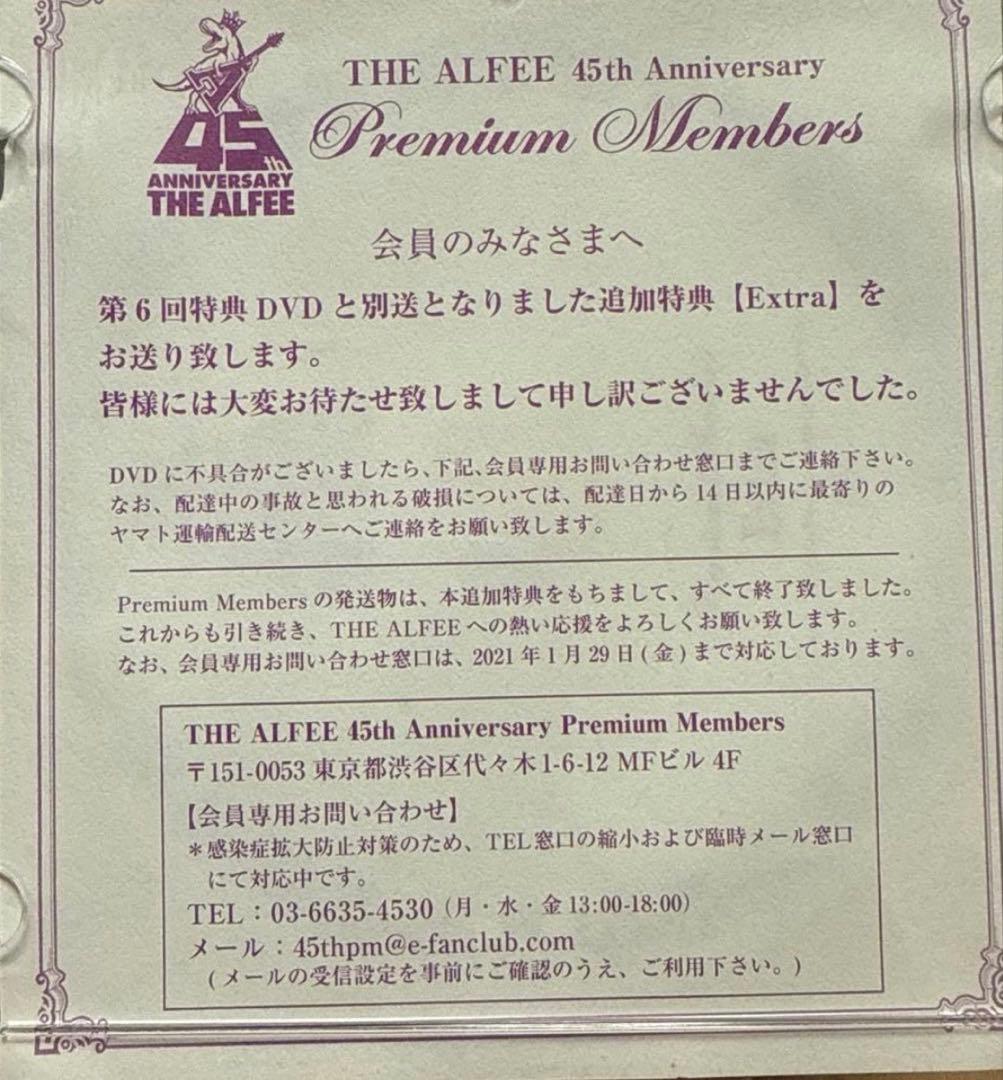 45th
ANNIVERSARY
THE ALFEE
THE ALFEE 45th Anniversary
Premium Members
会員のみなさまへ
第6回特典DVDと別送となりました追加特典【Extra】を
お送り致します。
皆様には大変お待たせ致しまして申し訳ございませんでした。
DVDに不具合がございましたら、下記、会員専用お問い合わせ窓口までご連絡下さい。
なお、配達中の事故と思われる破損については、配達日から14日以内に最寄りの
ヤマト運輸配送センターへご連絡をお願い致します。
Premium Membersの発送物は、本追加特典をもちまして、すべて終了致しました。
これからも引き続き、THE ALFEEへの熱い応援をよろしくお願い致します。
なお、会員専用お問い合わせ窓口は、2021年1月29日(金)まで対応しております。
THE ALFEE 45th Anniversary Premium Members
〒151-0053 東京都渋谷区代々木1-6-12 MFビル 4F
【会員専用お問い合わせ】
＊感染症拡大防止対策のため、TEL窓口の縮小および臨時メール窓口
にて対応中です。
TEL：03-6635-4530（月・水・金13:00-18:00）
メール：45thpm@e-fanclub.com
(メールの受信設定を事前にご確認のうえ、ご利用下さい。)